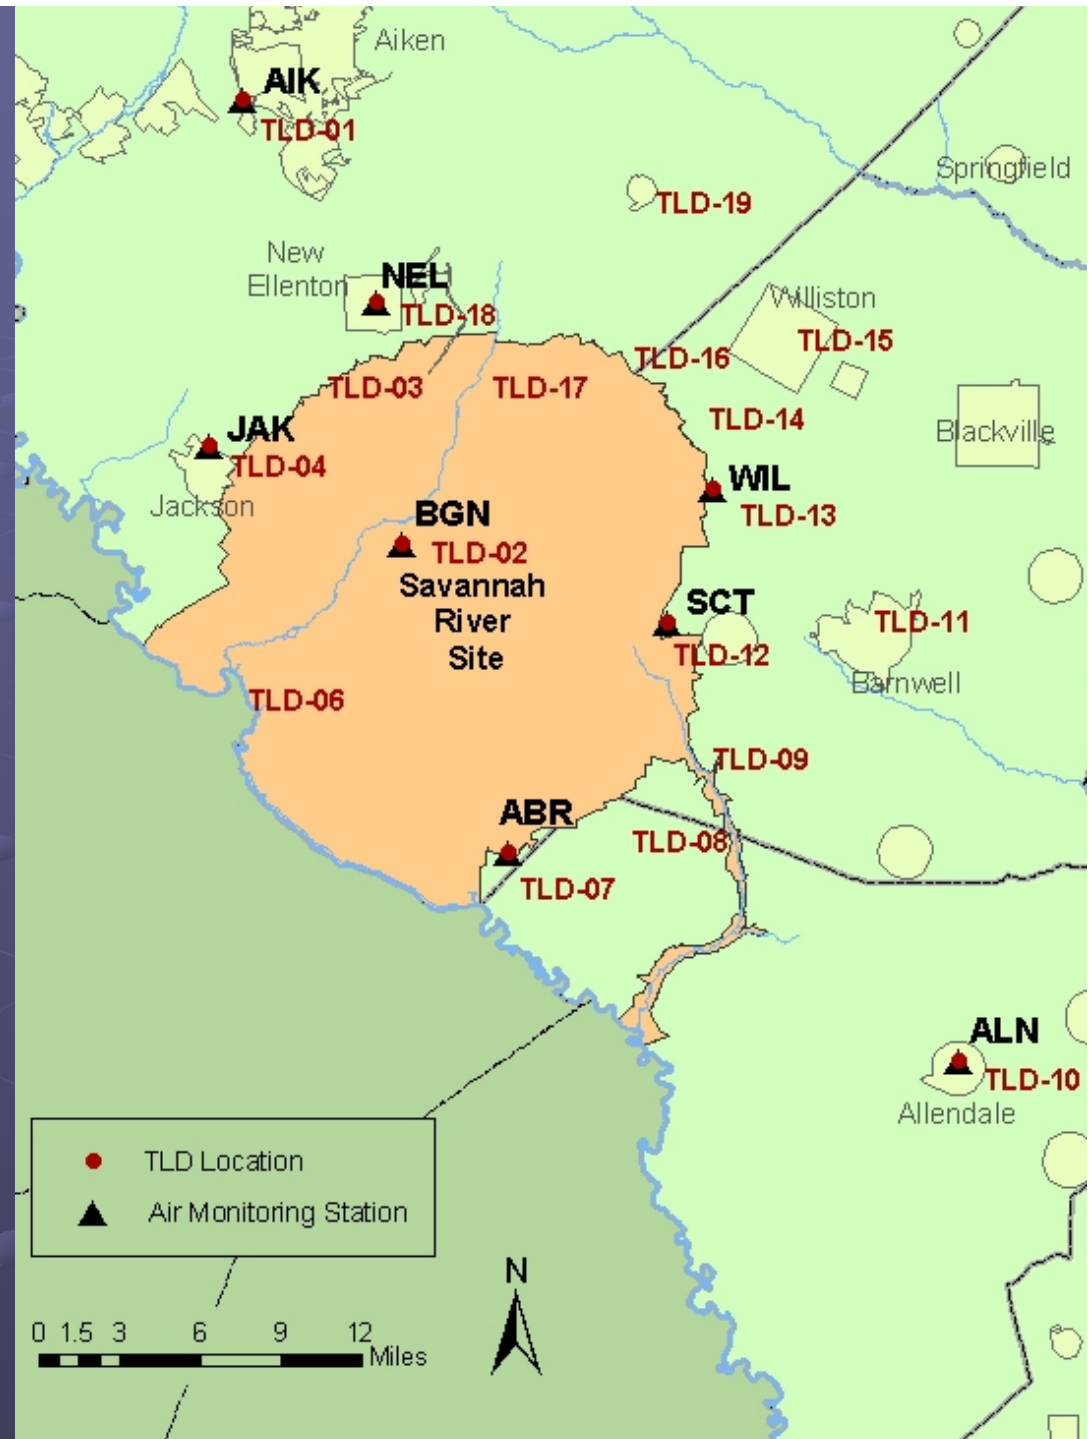 Aiken
AIK
TLD-01
Springfield
TLD-19
New
Ellenton
NEL
TLD-18
Williston
TLD-15
TLD-16
TLD-03
TLD-17
TLD-14
JAK
TLD-04
Blackville
Jackson
WIL
TLD-13
BGN
TLD-02
Savannah
River
Site
SCT
TLD-12
TLD-11
Barnwell
TLD-06
TLD-09
ABR
TLD-08
TLD-07
ALN
TLD-10
Allendale
TLD Location
Air Monitoring Station
N
0 1.5 3 6 9 12
Miles